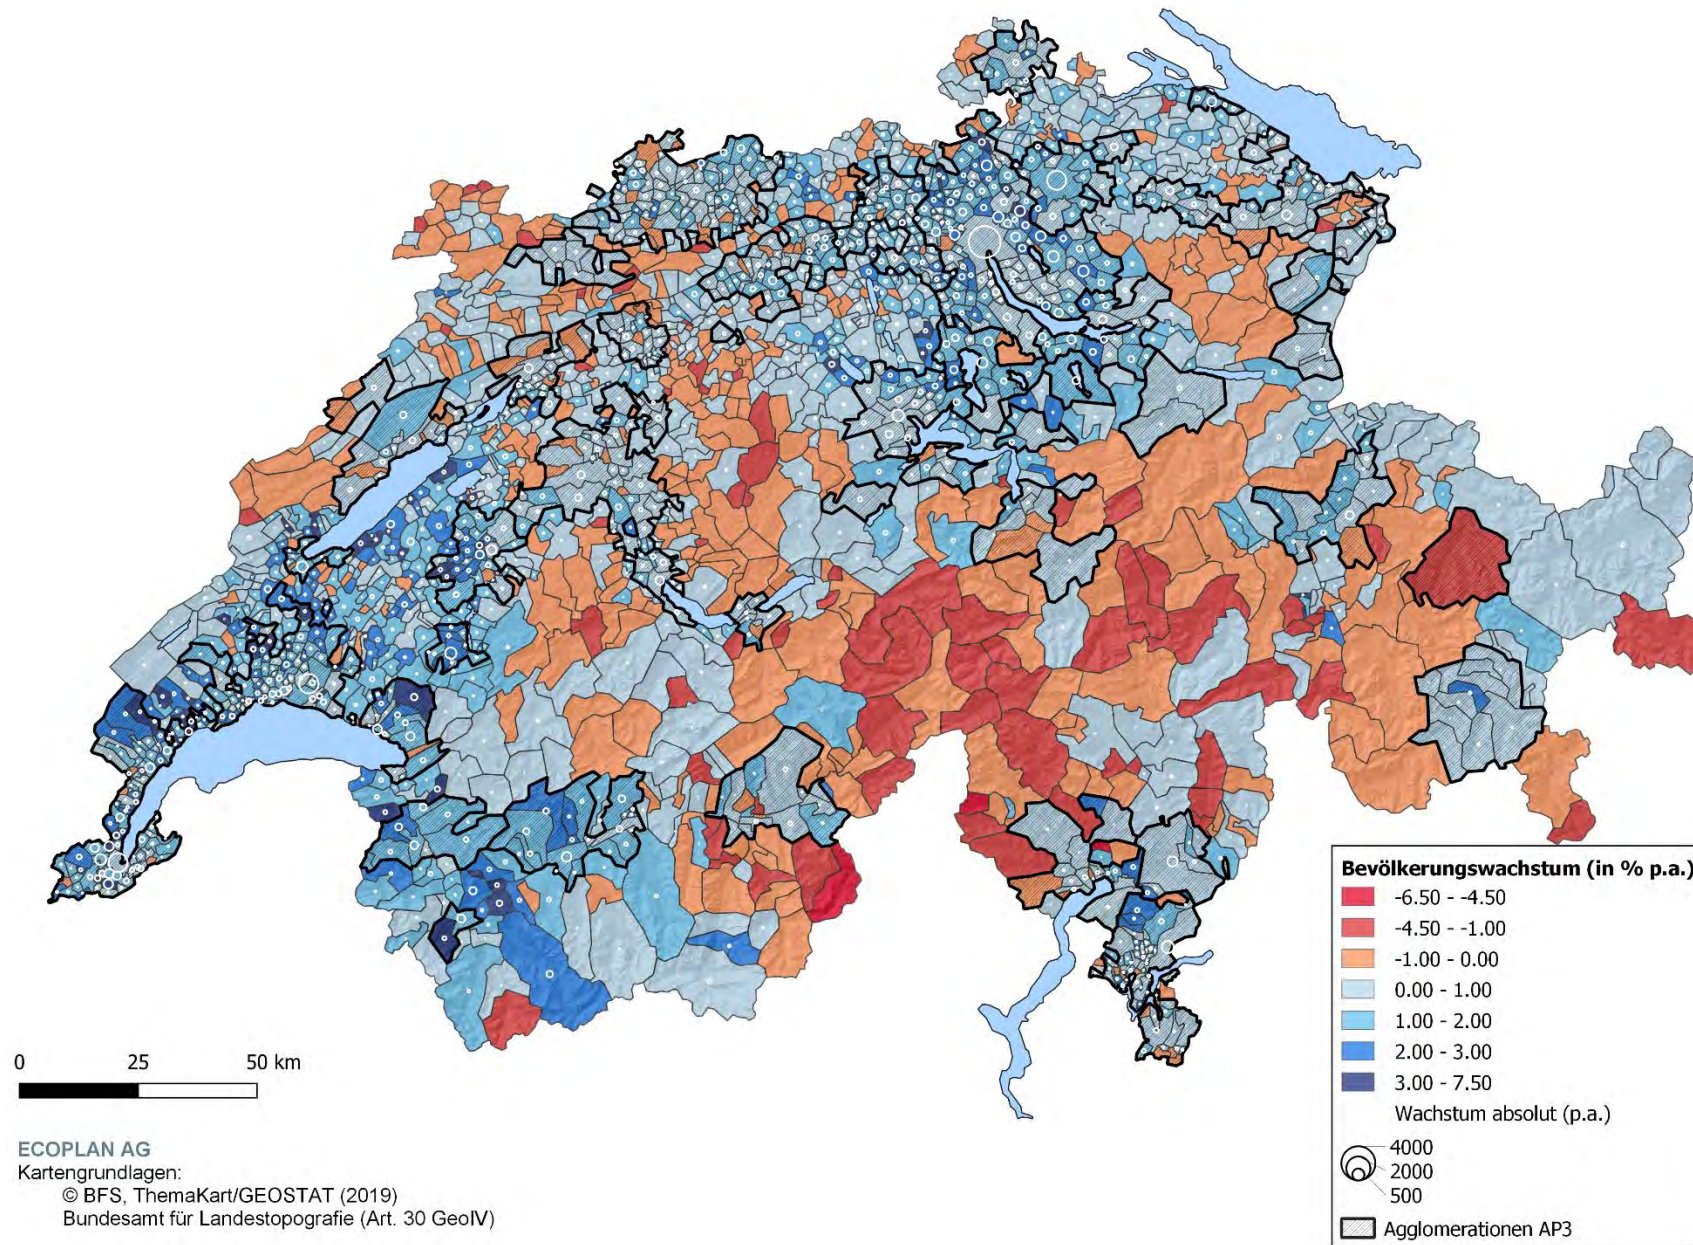 Bevölkerungswachstum (in % p.a.)
-6.50 - -4.50
-4.50 - -1.00
-1.00 - 0.00
0.00 - 1.00
1.00 - 2.00
2.00 - 3.00
3.00 - 7.50
Wachstum absolut (p.a.)
4000
2000
500
Agglomerationen AP3
0 25 50 km
ECOPLAN AG
Kartengrundlagen:
© BFS, ThemaKart/GEOSTAT (2019)
Bundesamt für Landestopografie (Art. 30 GeoIV)